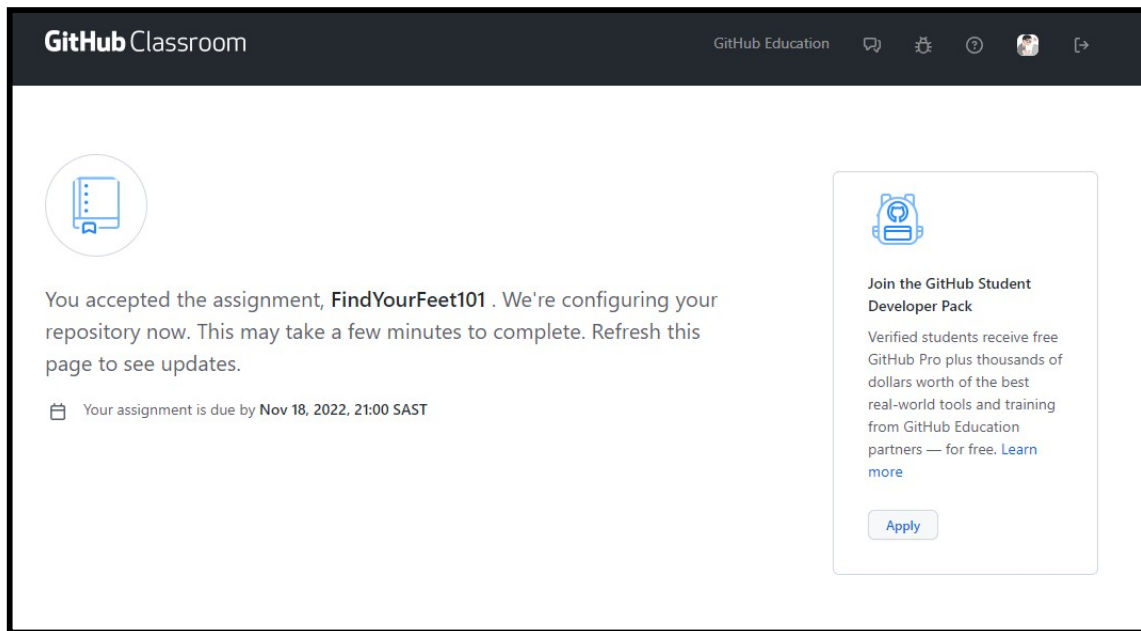 GitHub Classroom
GitHub Education
You accepted the assignment, FindYourFeet101 . We're configuring your
repository now. This may take a few minutes to complete. Refresh this
page to see updates.
Your assignment is due by Nov 18, 2022, 21:00 SAST
Join the GitHub Student
Developer Pack
Verified students receive free
GitHub Pro plus thousands of
dollars worth of the best
real-world tools and training
from GitHub Education
partners — for free. Learn
more
Apply